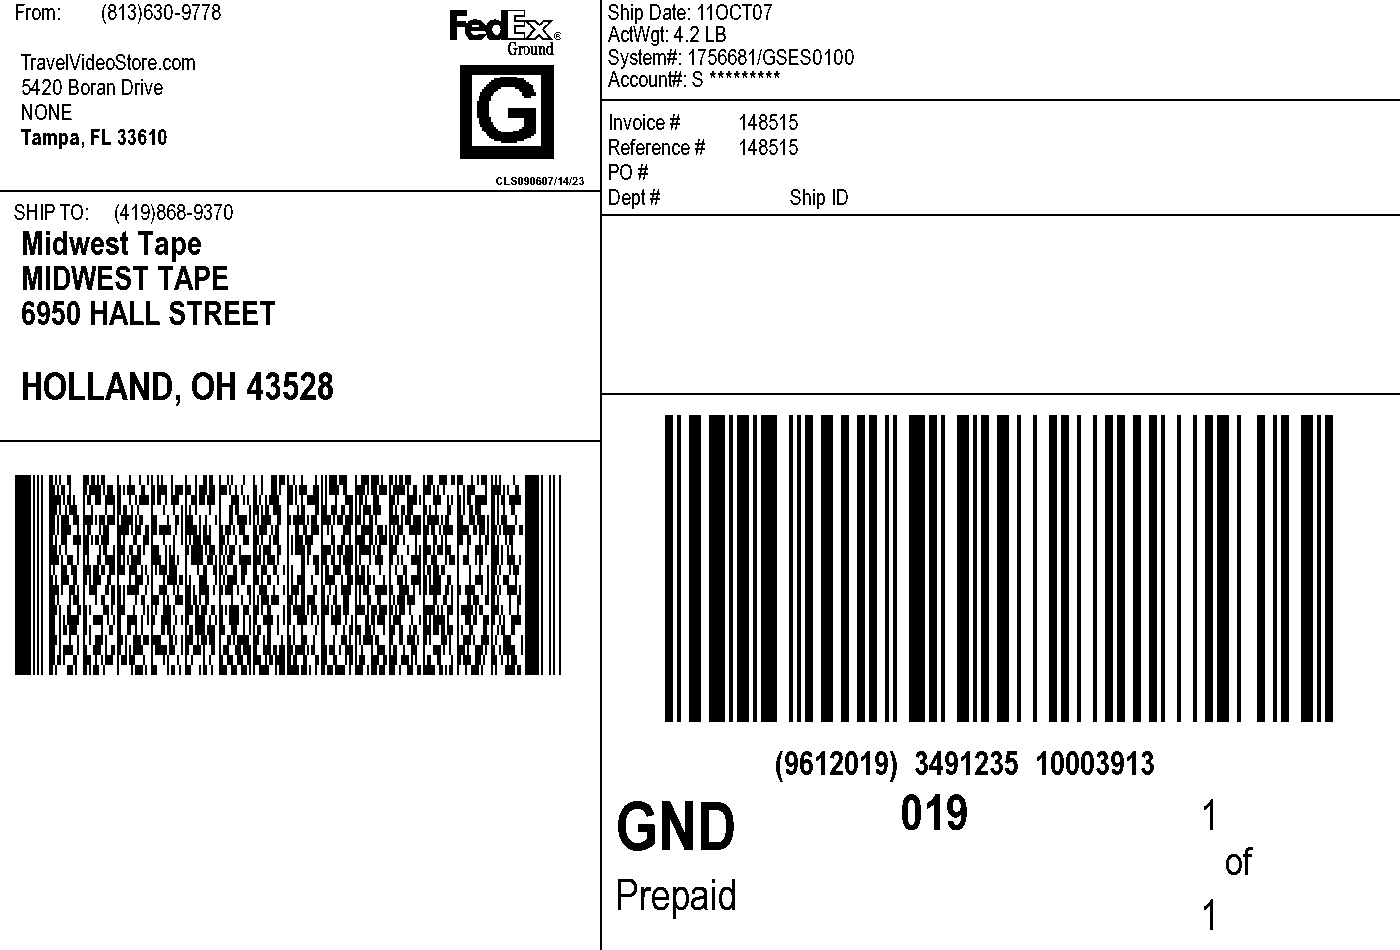 From: (813)630-9778
TravelVideoStore.com
5420 Boran Drive
NONE
Tampa, FL 33610
FedEx®
Ground
G
CLS090607/14/23
Ship Date: 11OCT07
ActWgt: 4.2 LB
System#: 1756681/GSES0100
Account#: S *********
Invoice # 148515
Reference # 148515
PO #
Dept # Ship ID
SHIP TO: (419)868-9370
Midwest Tape
MIDWEST TAPE
6950 HALL STREET
HOLLAND, OH 43528
(9612019) 3491235 10003913
GND 019 1
of
Prepaid 1